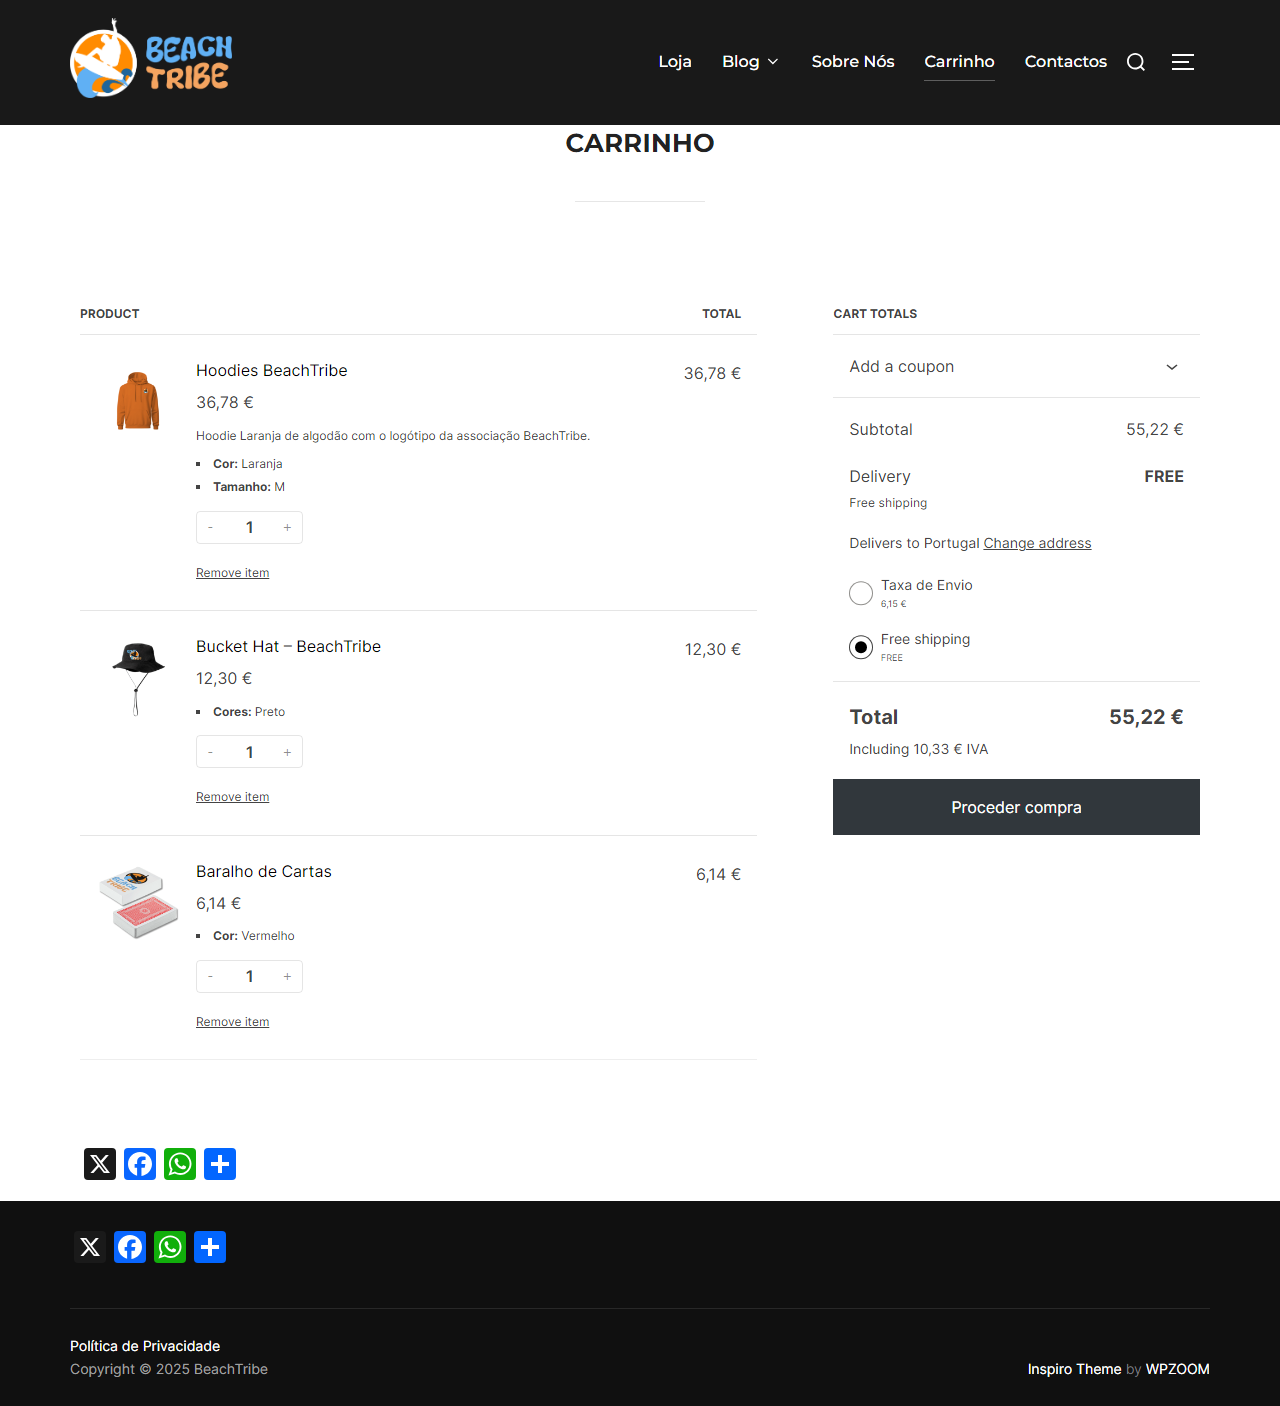 BEACH
TRIBE
Loja Blog Sobre Nós Carrinho Contactos
CARRINHO
PRODUCT TOTAL
Hoodies BeachTribe 36,78 €
36,78 €
Hoodie Laranja de algodão com o logótipo da associação BeachTribe.
Cor: Laranja
Tamanho: M
- 1 +
Remove item
Bucket Hat – BeachTribe 12,30 €
12,30 €
Cores: Preto
- 1 +
Remove item
BEACH
TRIBE
Baralho de Cartas 6,14 €
6,14 €
Cor: Vermelho
- 1 +
Remove item
CART TOTALS
Add a coupon
Subtotal 55,22 €
Delivery FREE
Free shipping
Delivers to Portugal Change address
Taxa de Envio
6,15 €
Free shipping
FREE
Total 55,22 €
Including 10,33 € IVA
Proceder compra
Política de Privacidade
Copyright © 2025 BeachTribe
Inspiro Theme by WPZOOM